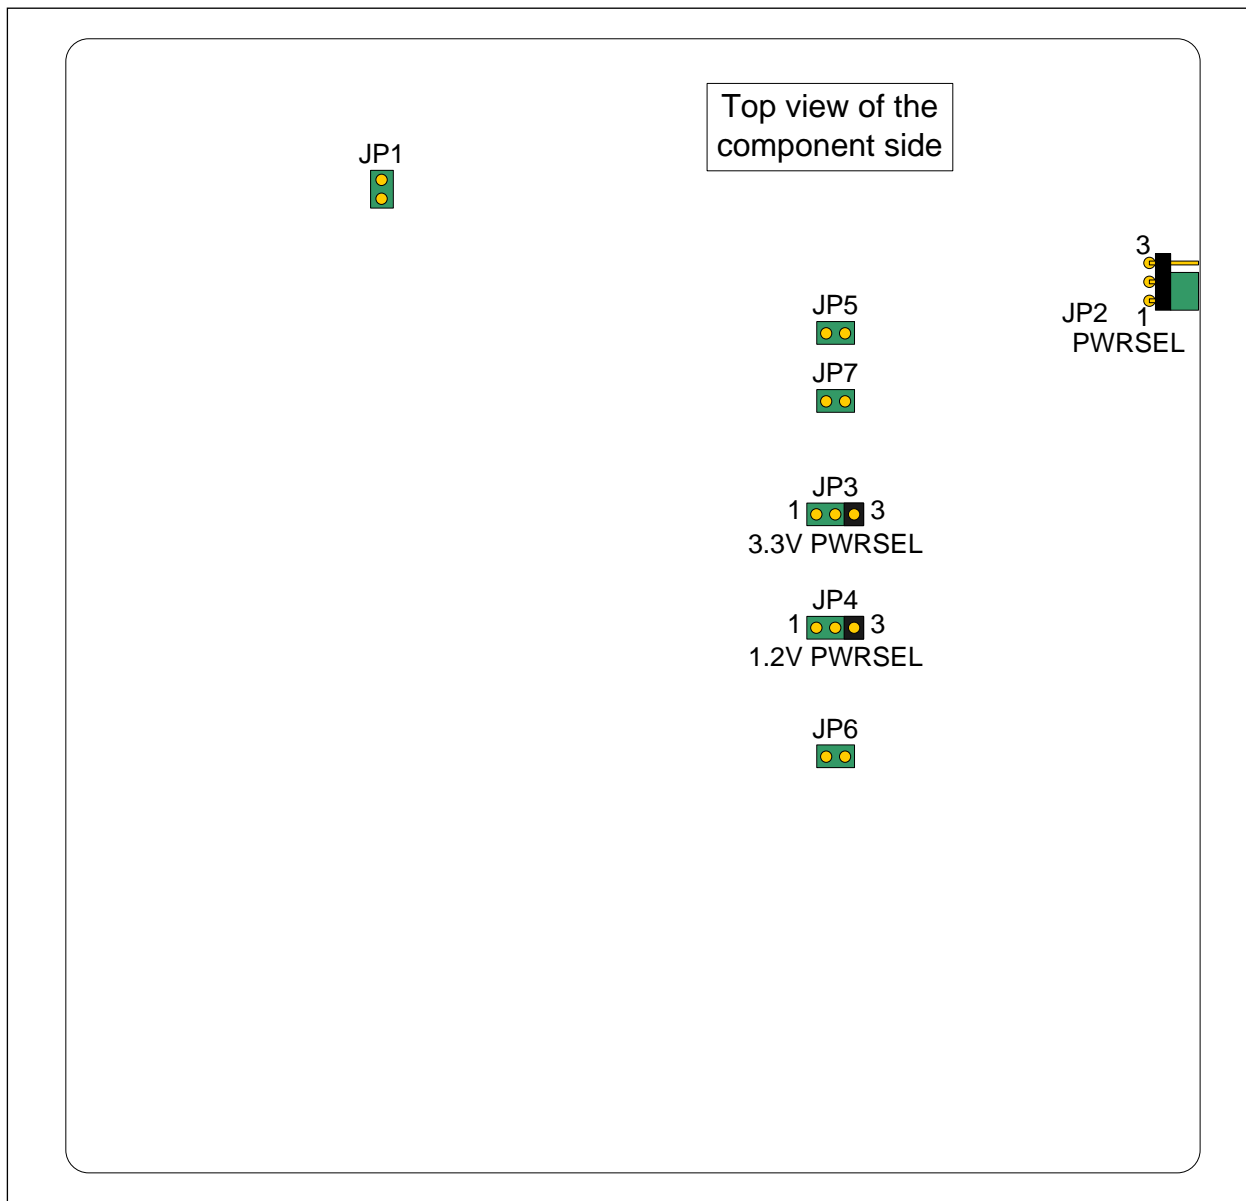 Top view of the
component side
JP1
3
JP2 1
PWRSEL
JP5
JP7
JP3
1 3
3.3V PWRSEL
JP4
1 3
1.2V PWRSEL
JP6